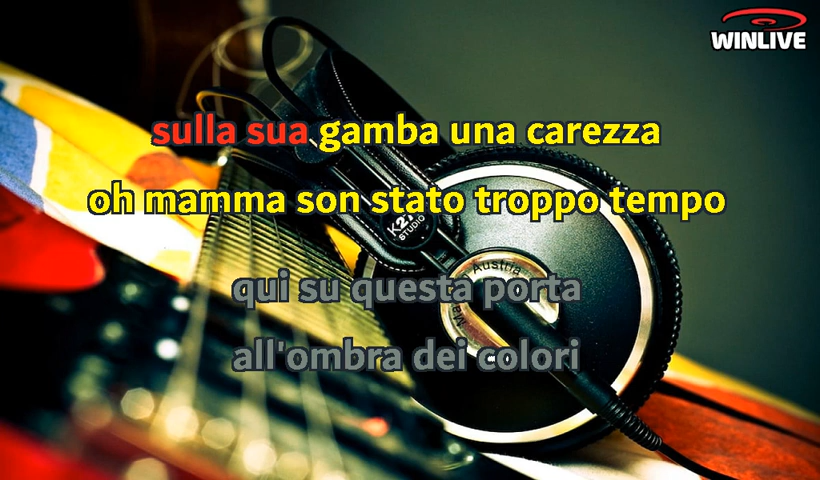 WINLIVE
sulla sua gamba una carezza
oh mamma son stato troppo tempo
K27
STUDIO
qui su questa porta
Austria
all'ombra dei colori